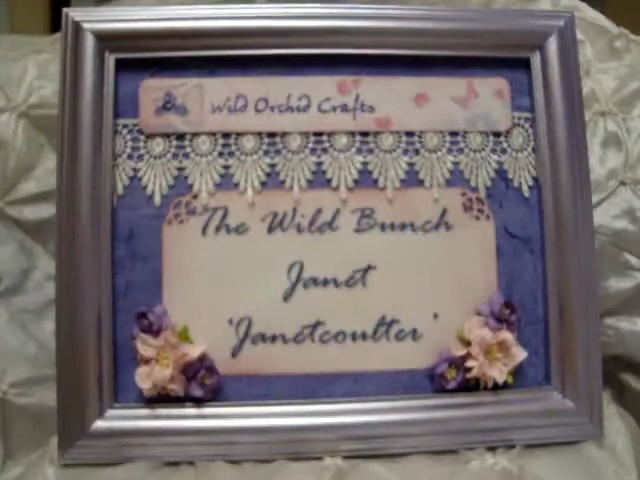 Wild Orchid Crafts
The Wild Bunch
Janet
'Janetcoulter'